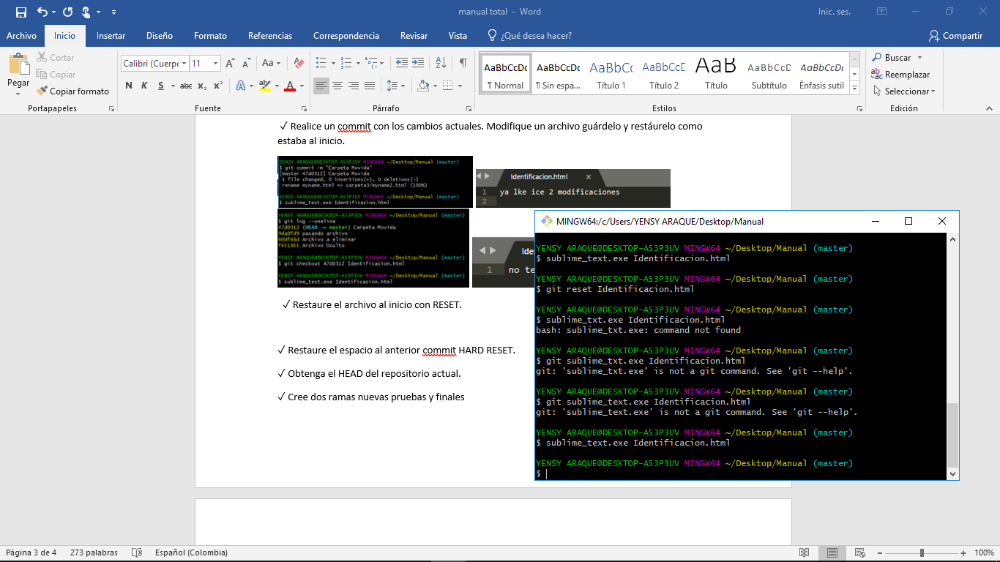 manual total - Word
Inic. ses.
Archivo Inicio Insertar Diseño Formato Referencias Correspondencia Revisar Vista ¿Qué desea hacer? Compartir
Pegar
Cortar
Copiar
Copiar formato
Portapapeles
Calibri (Cuerpo 11
Aa
N K S abc x₂ x²
Fuente
Párrafo
AaBbCcDc AaBbCcDc AaBbCc AaBbCcD AaB AaBbCcD AaBbCcDc
¶ Normal ¶ Sin espa... Título 1 Título 2 Título Subtítulo Énfasis sutil
Estilos
Buscar
Reemplazar
Seleccionar
Edición
✓ Realice un commit con los cambios actuales. Modifique un archivo guárdelo y restáurelo como
estaba al inicio.
YENSY ARAQUE@DESKTOP-A53P3UV MINGW64 ~/Desktop/Manual (master)
$ git commit -m "Carpeta Movida"
[master 47d0312] Carpeta Movida
1 file changed, 0 insertions(+), 0 deletions(-)
rename myname.html => carpeta3/myname2.html (100%)
YENSY ARAQUE@DESKTOP-A53P3UV MINGW64 ~/Desktop/Manual (master)
$ sublime_text.exe Identificacion.html
Identificacion.html ×
1 ya lke ice 2 modificaciones
2
YENSY ARAQUE@DESKTOP-A53P3UV MINGW64 ~/Desktop/Manual (master)
$ git log --oneline
47d0312 (HEAD -> master) Carpeta Movida
9da0fd9 pasando archivo
60df46d Archivo a eliminar
f451951 Archivo Oculto
YENSY ARAQUE@DESKTOP-A53P3UV MINGW64 ~/Desktop/Manual (master)
$ git checkout 47d0312 Identificacion.html
YENSY ARAQUE@DESKTOP-A53P3UV MINGW64 ~/Desktop/Manual (master)
$ sublime_text.exe Identificacion.html
Ide
1 no te
✓ Restaure el archivo al inicio con RESET.
✓ Restaure el espacio al anterior commit HARD RESET.
✓ Obtenga el HEAD del repositorio actual.
✓ Cree dos ramas nuevas pruebas y finales
MINGW64:/c/Users/YENSY ARAQUE/Desktop/Manual
YENSY ARAQUE@DESKTOP-A53P3UV MINGW64 ~/Desktop/Manual (master)
$ sublime_text.exe Identificacion.html
YENSY ARAQUE@DESKTOP-A53P3UV MINGW64 ~/Desktop/Manual (master)
$ git reset Identificacion.html
YENSY ARAQUE@DESKTOP-A53P3UV MINGW64 ~/Desktop/Manual (master)
$ sublime_txt.exe Identificacion.html
bash: sublime_txt.exe: command not found
YENSY ARAQUE@DESKTOP-A53P3UV MINGW64 ~/Desktop/Manual (master)
$ git sublime_txt.exe Identificacion.html
git: 'sublime_txt.exe' is not a git command. See 'git --help'.
YENSY ARAQUE@DESKTOP-A53P3UV MINGW64 ~/Desktop/Manual (master)
$ git sublime_text.exe Identificacion.html
git: 'sublime_text.exe' is not a git command. See 'git --help'.
YENSY ARAQUE@DESKTOP-A53P3UV MINGW64 ~/Desktop/Manual (master)
$ sublime_text.exe Identificacion.html
YENSY ARAQUE@DESKTOP-A53P3UV MINGW64 ~/Desktop/Manual (master)
$
Página 3 de 4 273 palabras Español (Colombia) 100%